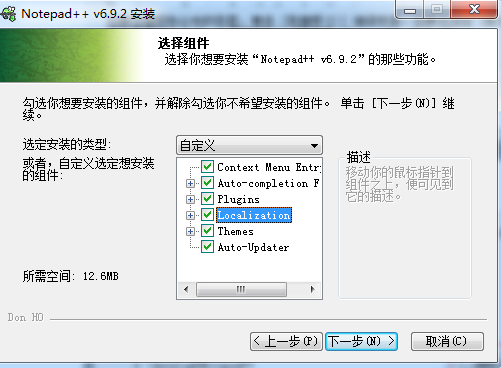 Notepad++ v6.9.2 安装
选择组件
选择你想要安装“Notepad++ v6.9.2”的那些功能。
勾选你想要安装的组件，并解除勾选你不希望安装的组件。 单击 [下一步(N)] 继
续。
选定安装的类型:
自定义
或者，自定义选定想安装
的组件:
Context Menu Entry
Auto-completion F
Plugins
Localization
Themes
Auto-Updater
描述
移动你的鼠标指针到
组件之上，便可见到
它的描述。
所需空间: 12.6MB
Don HO
< 上一步(P)
下一步(N) >
取消(C)